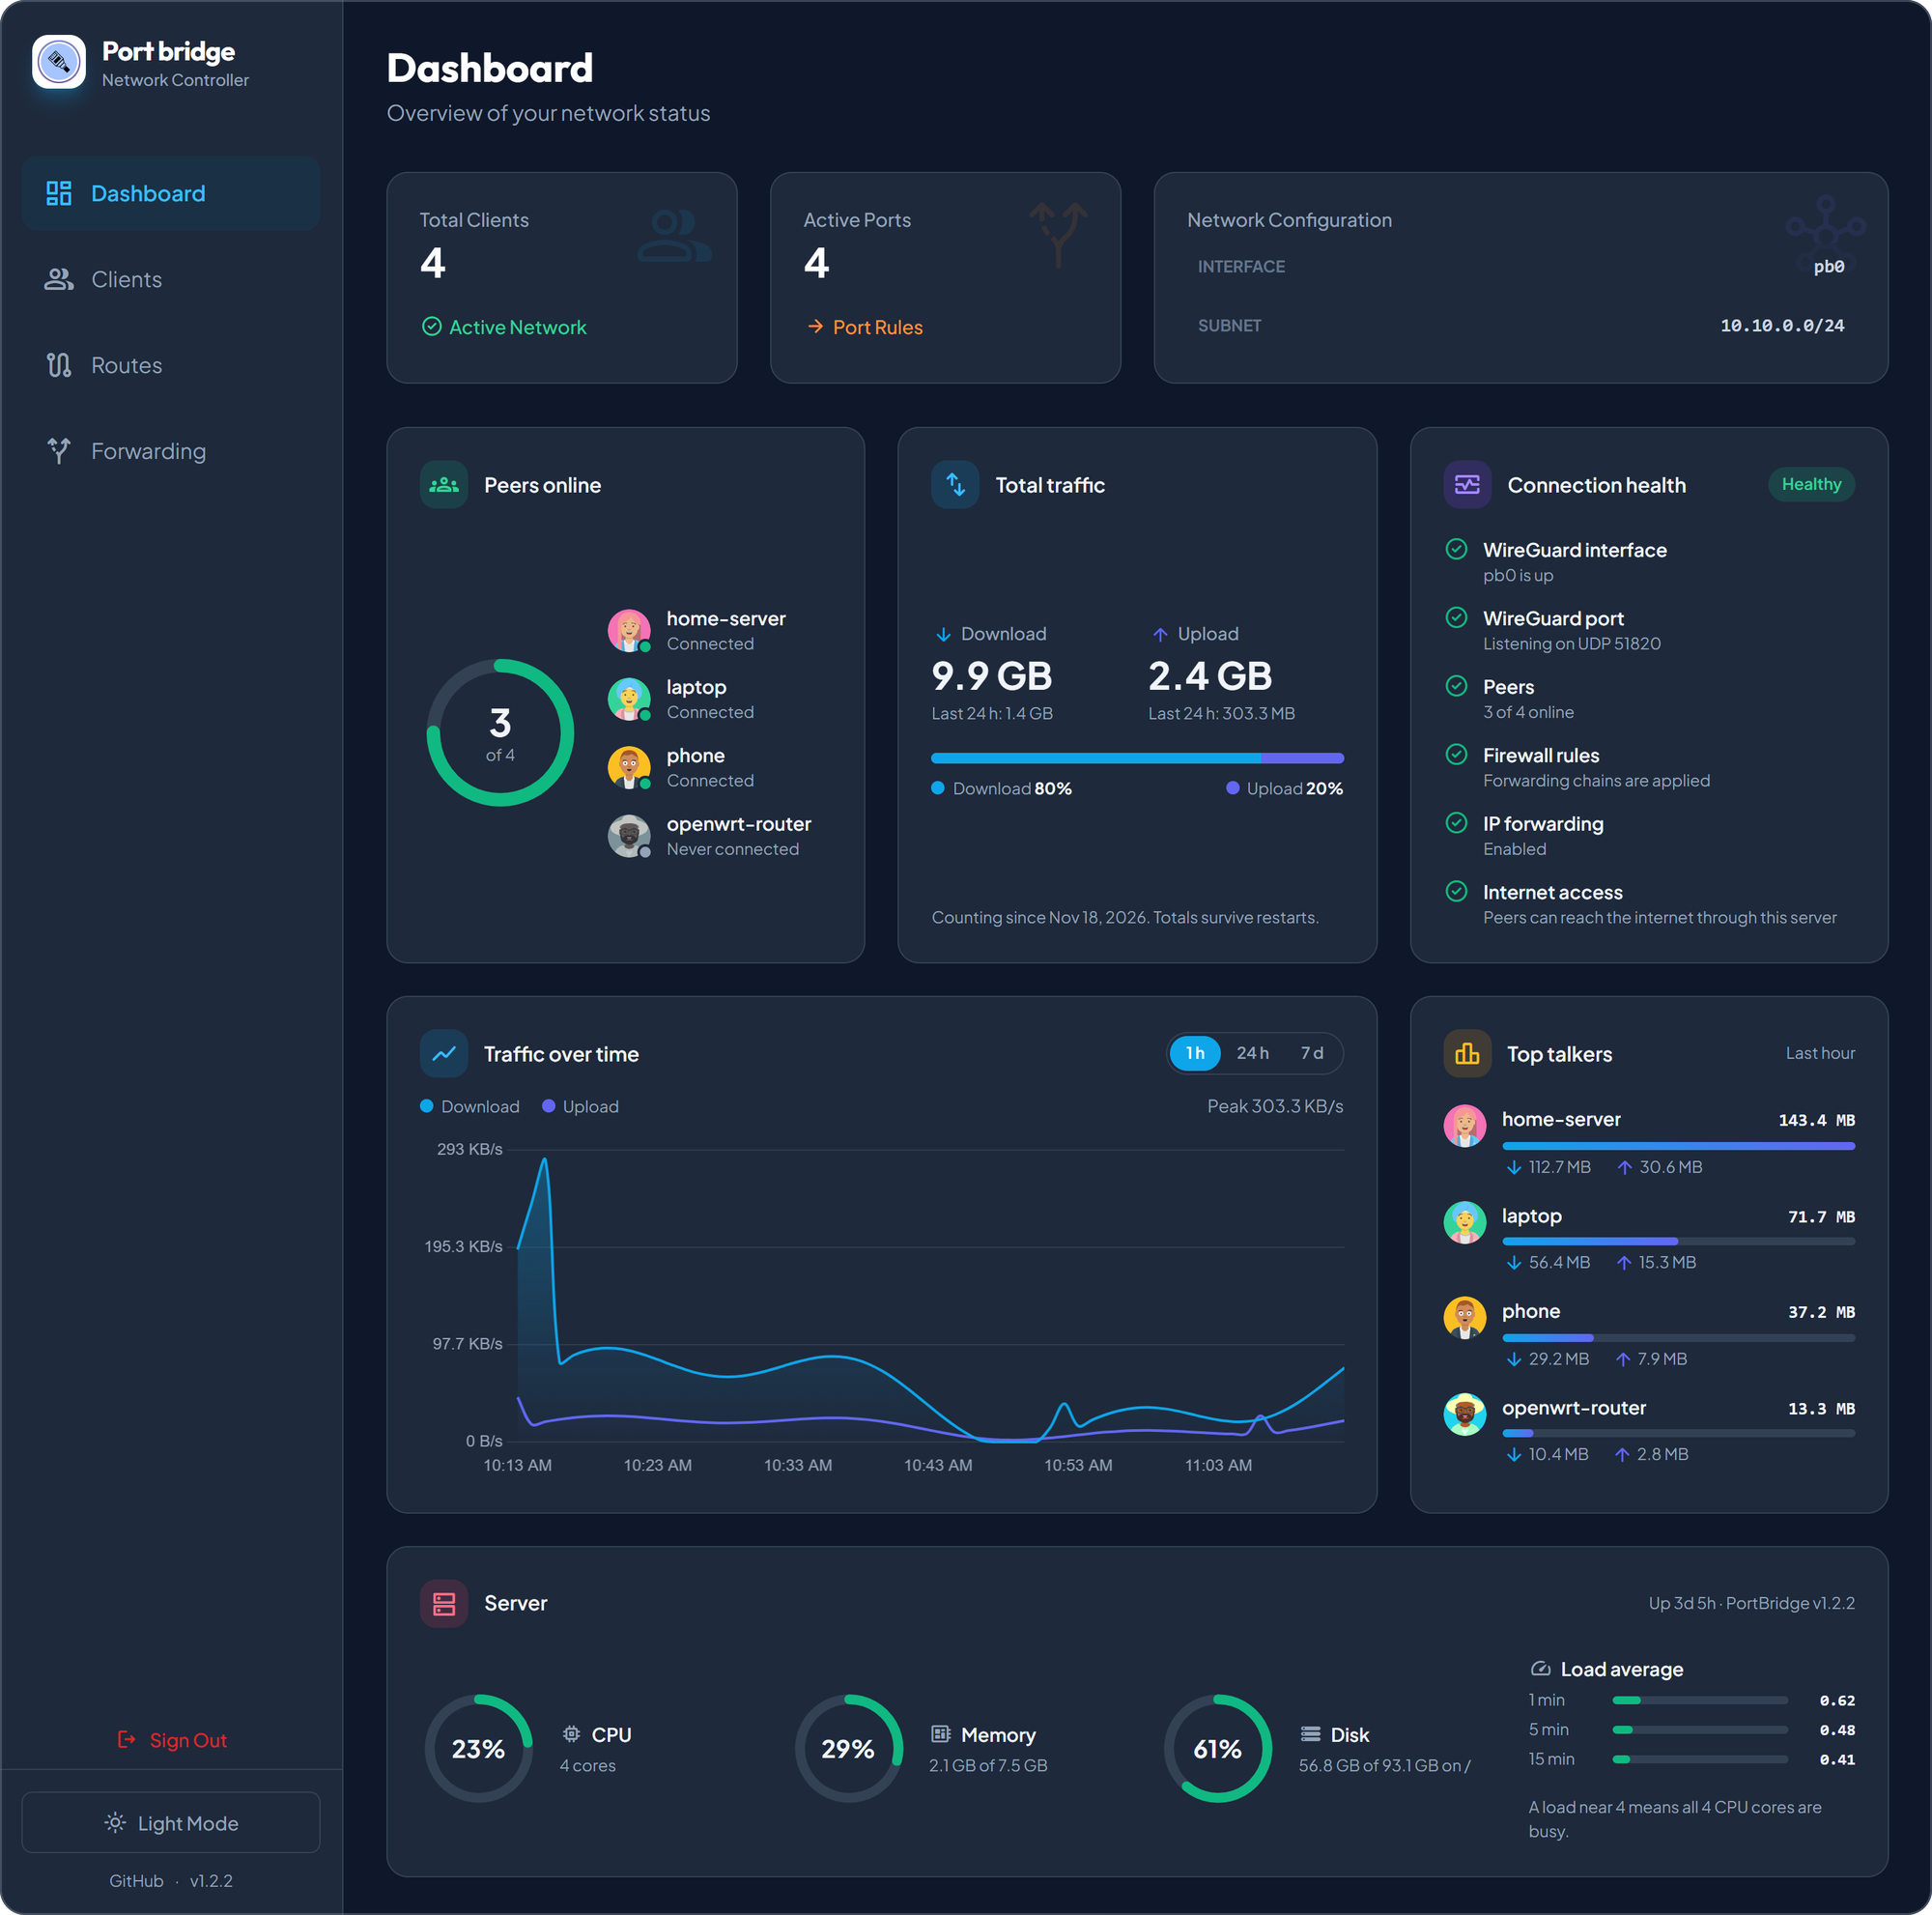 Port bridge
Network Controller
Dashboard
Clients
Routes
Forwarding
Sign Out
Light Mode
GitHub · v1.2.2
Dashboard
Overview of your network status
Total Clients
4
Active Network
Active Ports
4
Port Rules
Network Configuration
INTERFACE pb0
SUBNET 10.10.0.0/24
Peers online
3
of 4
home-server
Connected
laptop
Connected
phone
Connected
openwrt-router
Never connected
Total traffic
Download
9.9 GB
Last 24 h: 1.4 GB
Upload
2.4 GB
Last 24 h: 303.3 MB
Download 80% Upload 20%
Counting since Nov 18, 2026. Totals survive restarts.
Connection health Healthy
WireGuard interface
pb0 is up
WireGuard port
Listening on UDP 51820
Peers
3 of 4 online
Firewall rules
Forwarding chains are applied
IP forwarding
Enabled
Internet access
Peers can reach the internet through this server
Traffic over time 1 h 24 h 7 d
Download Upload Peak 303.3 KB/s
293 KB/s
195.3 KB/s
97.7 KB/s
0 B/s
10:13 AM 10:23 AM 10:33 AM 10:43 AM 10:53 AM 11:03 AM
Top talkers Last hour
home-server 143.4 MB
112.7 MB 30.6 MB
laptop 71.7 MB
56.4 MB 15.3 MB
phone 37.2 MB
29.2 MB 7.9 MB
openwrt-router 13.3 MB
10.4 MB 2.8 MB
Server Up 3d 5h · PortBridge v1.2.2
23%
CPU
4 cores
29%
Memory
2.1 GB of 7.5 GB
61%
Disk
56.8 GB of 93.1 GB on /
Load average
1 min 0.62
5 min 0.48
15 min 0.41
A load near 4 means all 4 CPU cores are
busy.